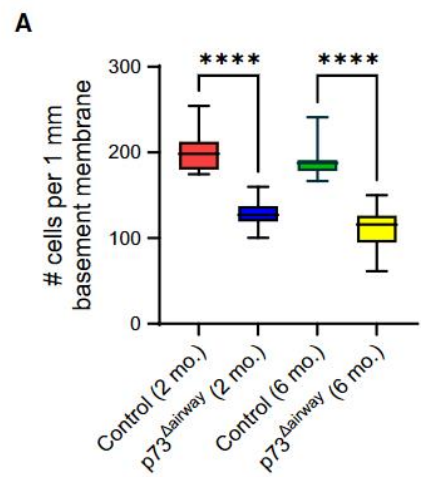 A
# cells per 1 mm
basement membrane
300
200
100
0
****
****
Control (2 mo.)
p73Δairway (2 mo.)
Control (6 mo.)
p73Δairway (6 mo.)